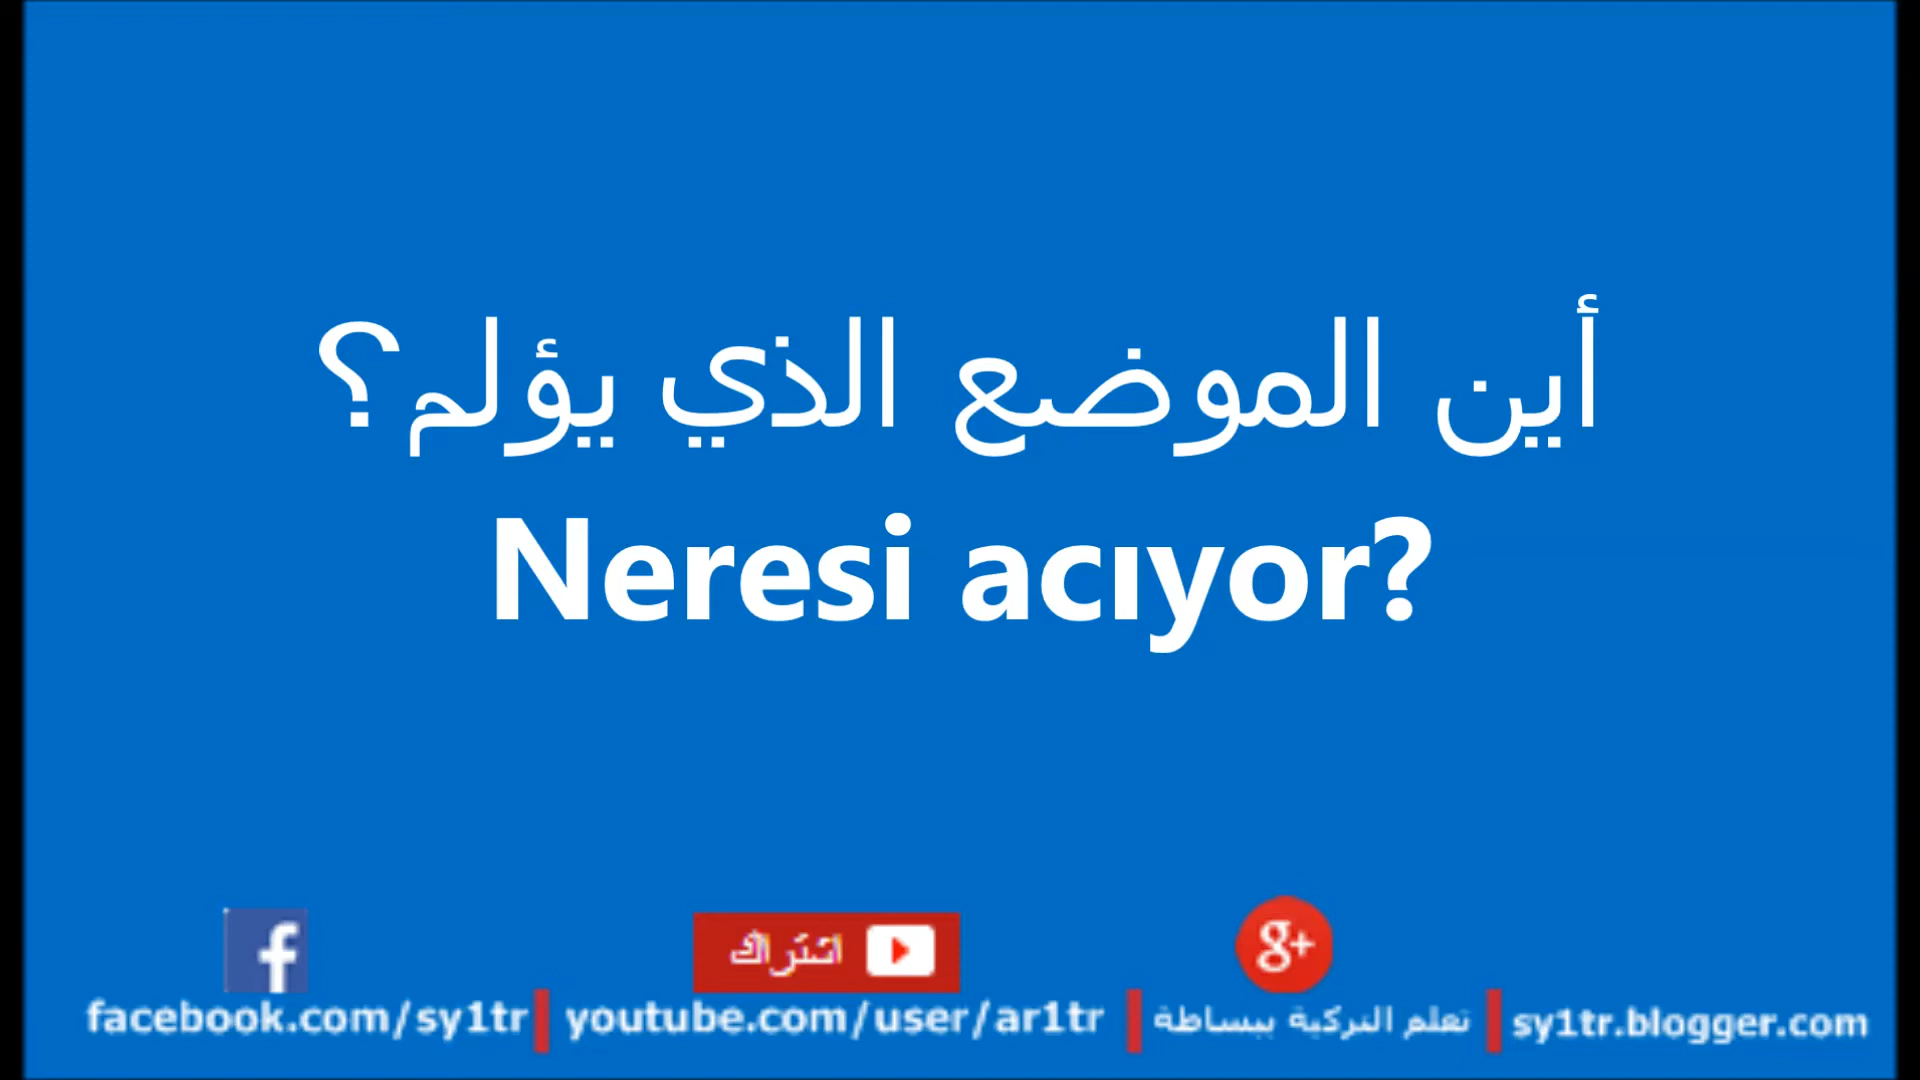 أين الموضع الذي يؤلم؟
Neresi acıyor?
اشتراك
facebook.com/sy1tr
youtube.com/user/ar1tr
تعلم التركية ببساطة
sy1tr.blogger.com